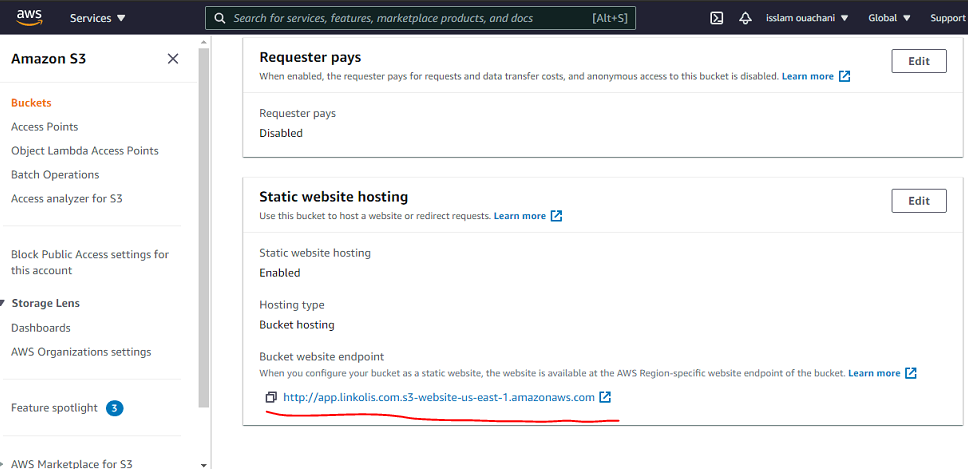 aws Services Search for services, features, marketplace products, and docs [Alt+S] isslam ouachani Global Support
Amazon S3
Buckets
Access Points
Object Lambda Access Points
Batch Operations
Access analyzer for S3
Block Public Access settings for
this account
Storage Lens
Dashboards
AWS Organizations settings
Feature spotlight 3
AWS Marketplace for S3
Requester pays Edit
When enabled, the requester pays for requests and data transfer costs, and anonymous access to this bucket is disabled. Learn more
Requester pays
Disabled
Static website hosting Edit
Use this bucket to host a website or redirect requests. Learn more
Static website hosting
Enabled
Hosting type
Bucket hosting
Bucket website endpoint
When you configure your bucket as a static website, the website is available at the AWS Region-specific website endpoint of the bucket. Learn more
http://app.linkolis.com.s3-website-us-east-1.amazonaws.com